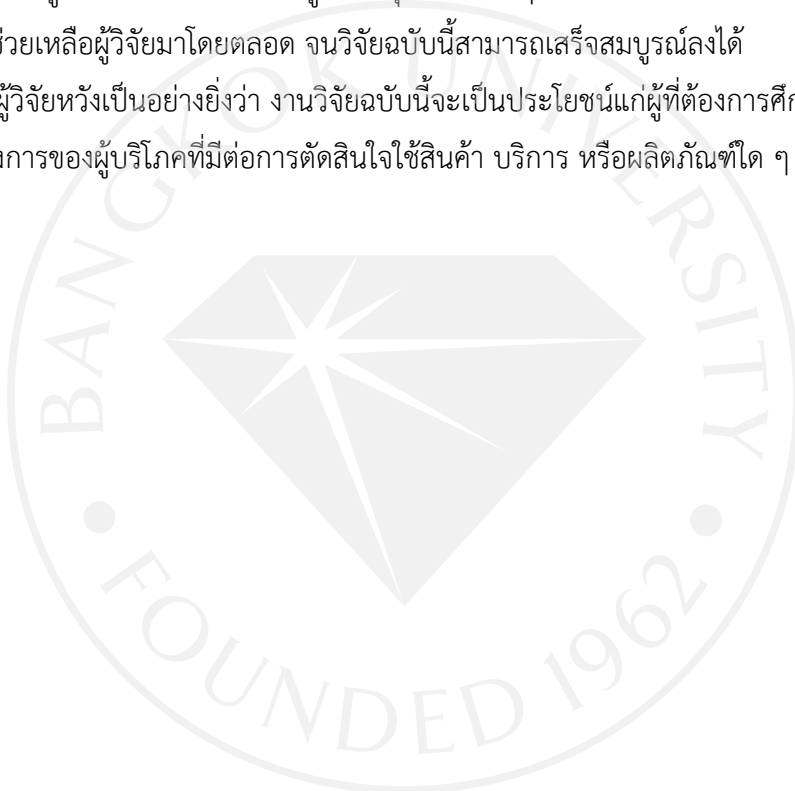 ช่วยเหลือผู้วิจัยมาโดยตลอด จนวิจัยฉบับนี้สามารถเสร็จสมบูรณ์ลงได้
ผู้วิจัยหวังเป็นอย่างยิ่งว่า งานวิจัยฉบับนี้จะเป็นประโยชน์แก่ผู้ที่ต้องการ
การของผู้บริโภคที่มีต่อการตัดสินใจใช้สินค้า บริการ หรือผลิตภัณฑ์ใด ๆ
BANGKOK UNIVERSITY
FOUNDED 1962